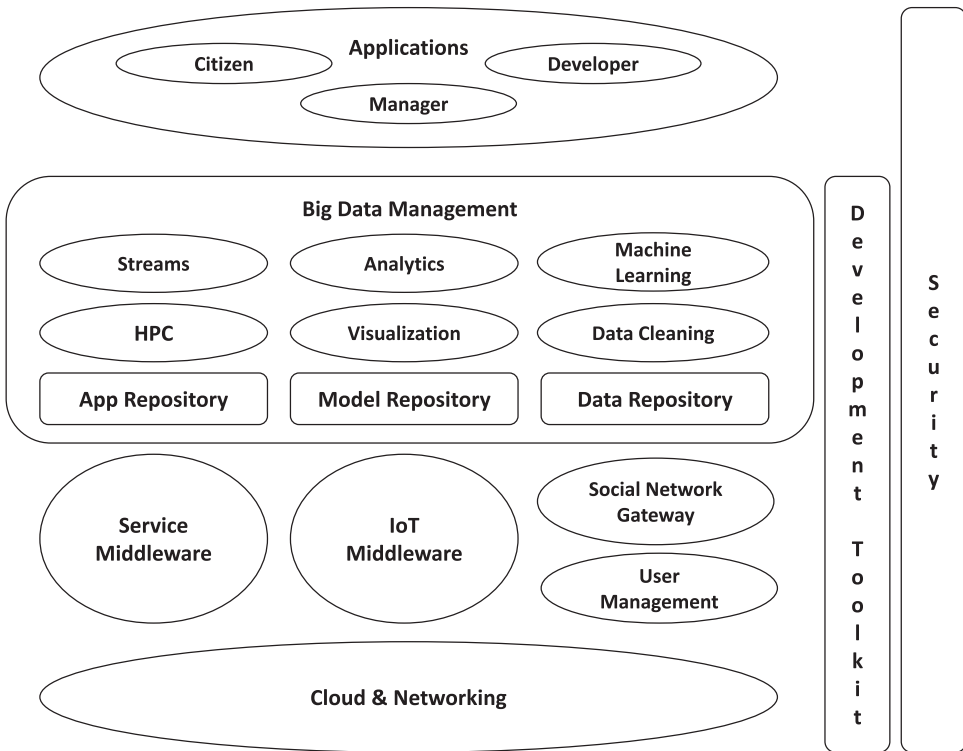 Applications
Citizen
Developer
Manager
Big Data Management
Streams
Analytics
Machine
Learning
HPC
Visualization
Data Cleaning
App Repository
Model Repository
Data Repository
Service
Middleware
IoT
Middleware
Social Network
Gateway
User
Management
Cloud & Networking
Development Toolkit
Security